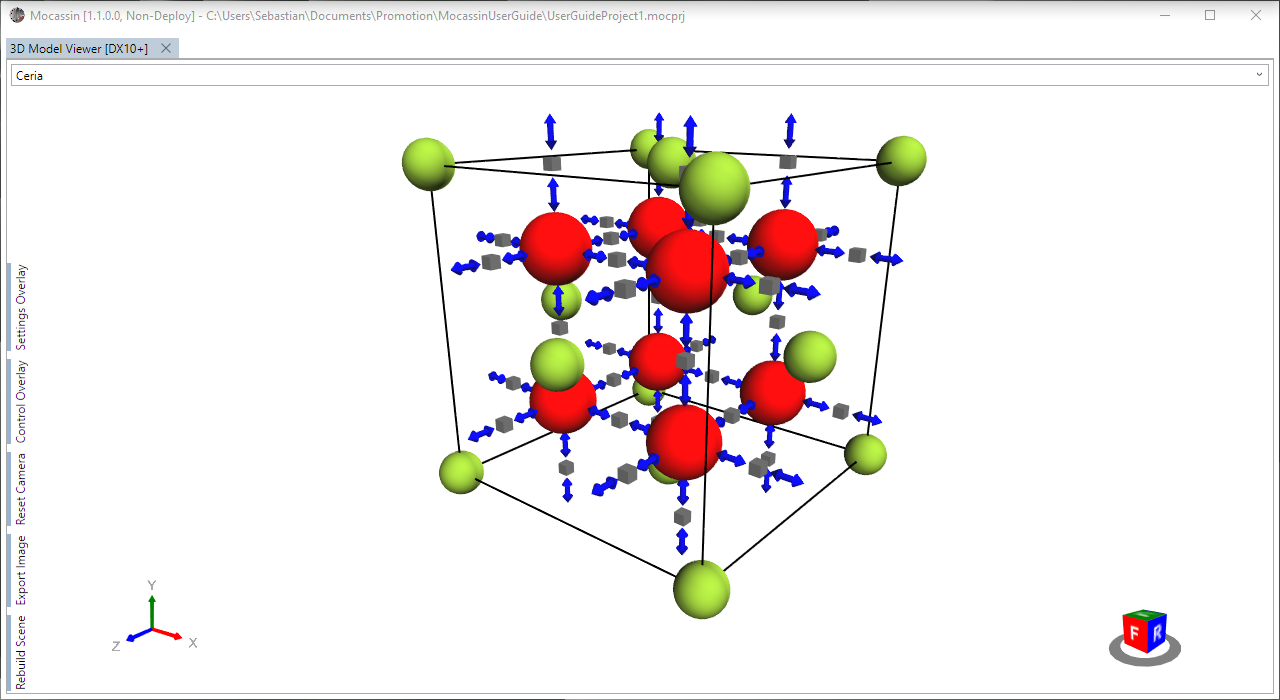 Mocassin [1.1.0.0, Non-Deploy] - C:\Users\Sebastian\Documents\Promotion\MocassinUserGuide\UserGuideProject1.mocprj
3D Model Viewer [DX10+]
Ceria
Settings Overlay
Control Overlay
Reset Camera
Export Image
Rebuild Scene
Y
Z
X
F
R